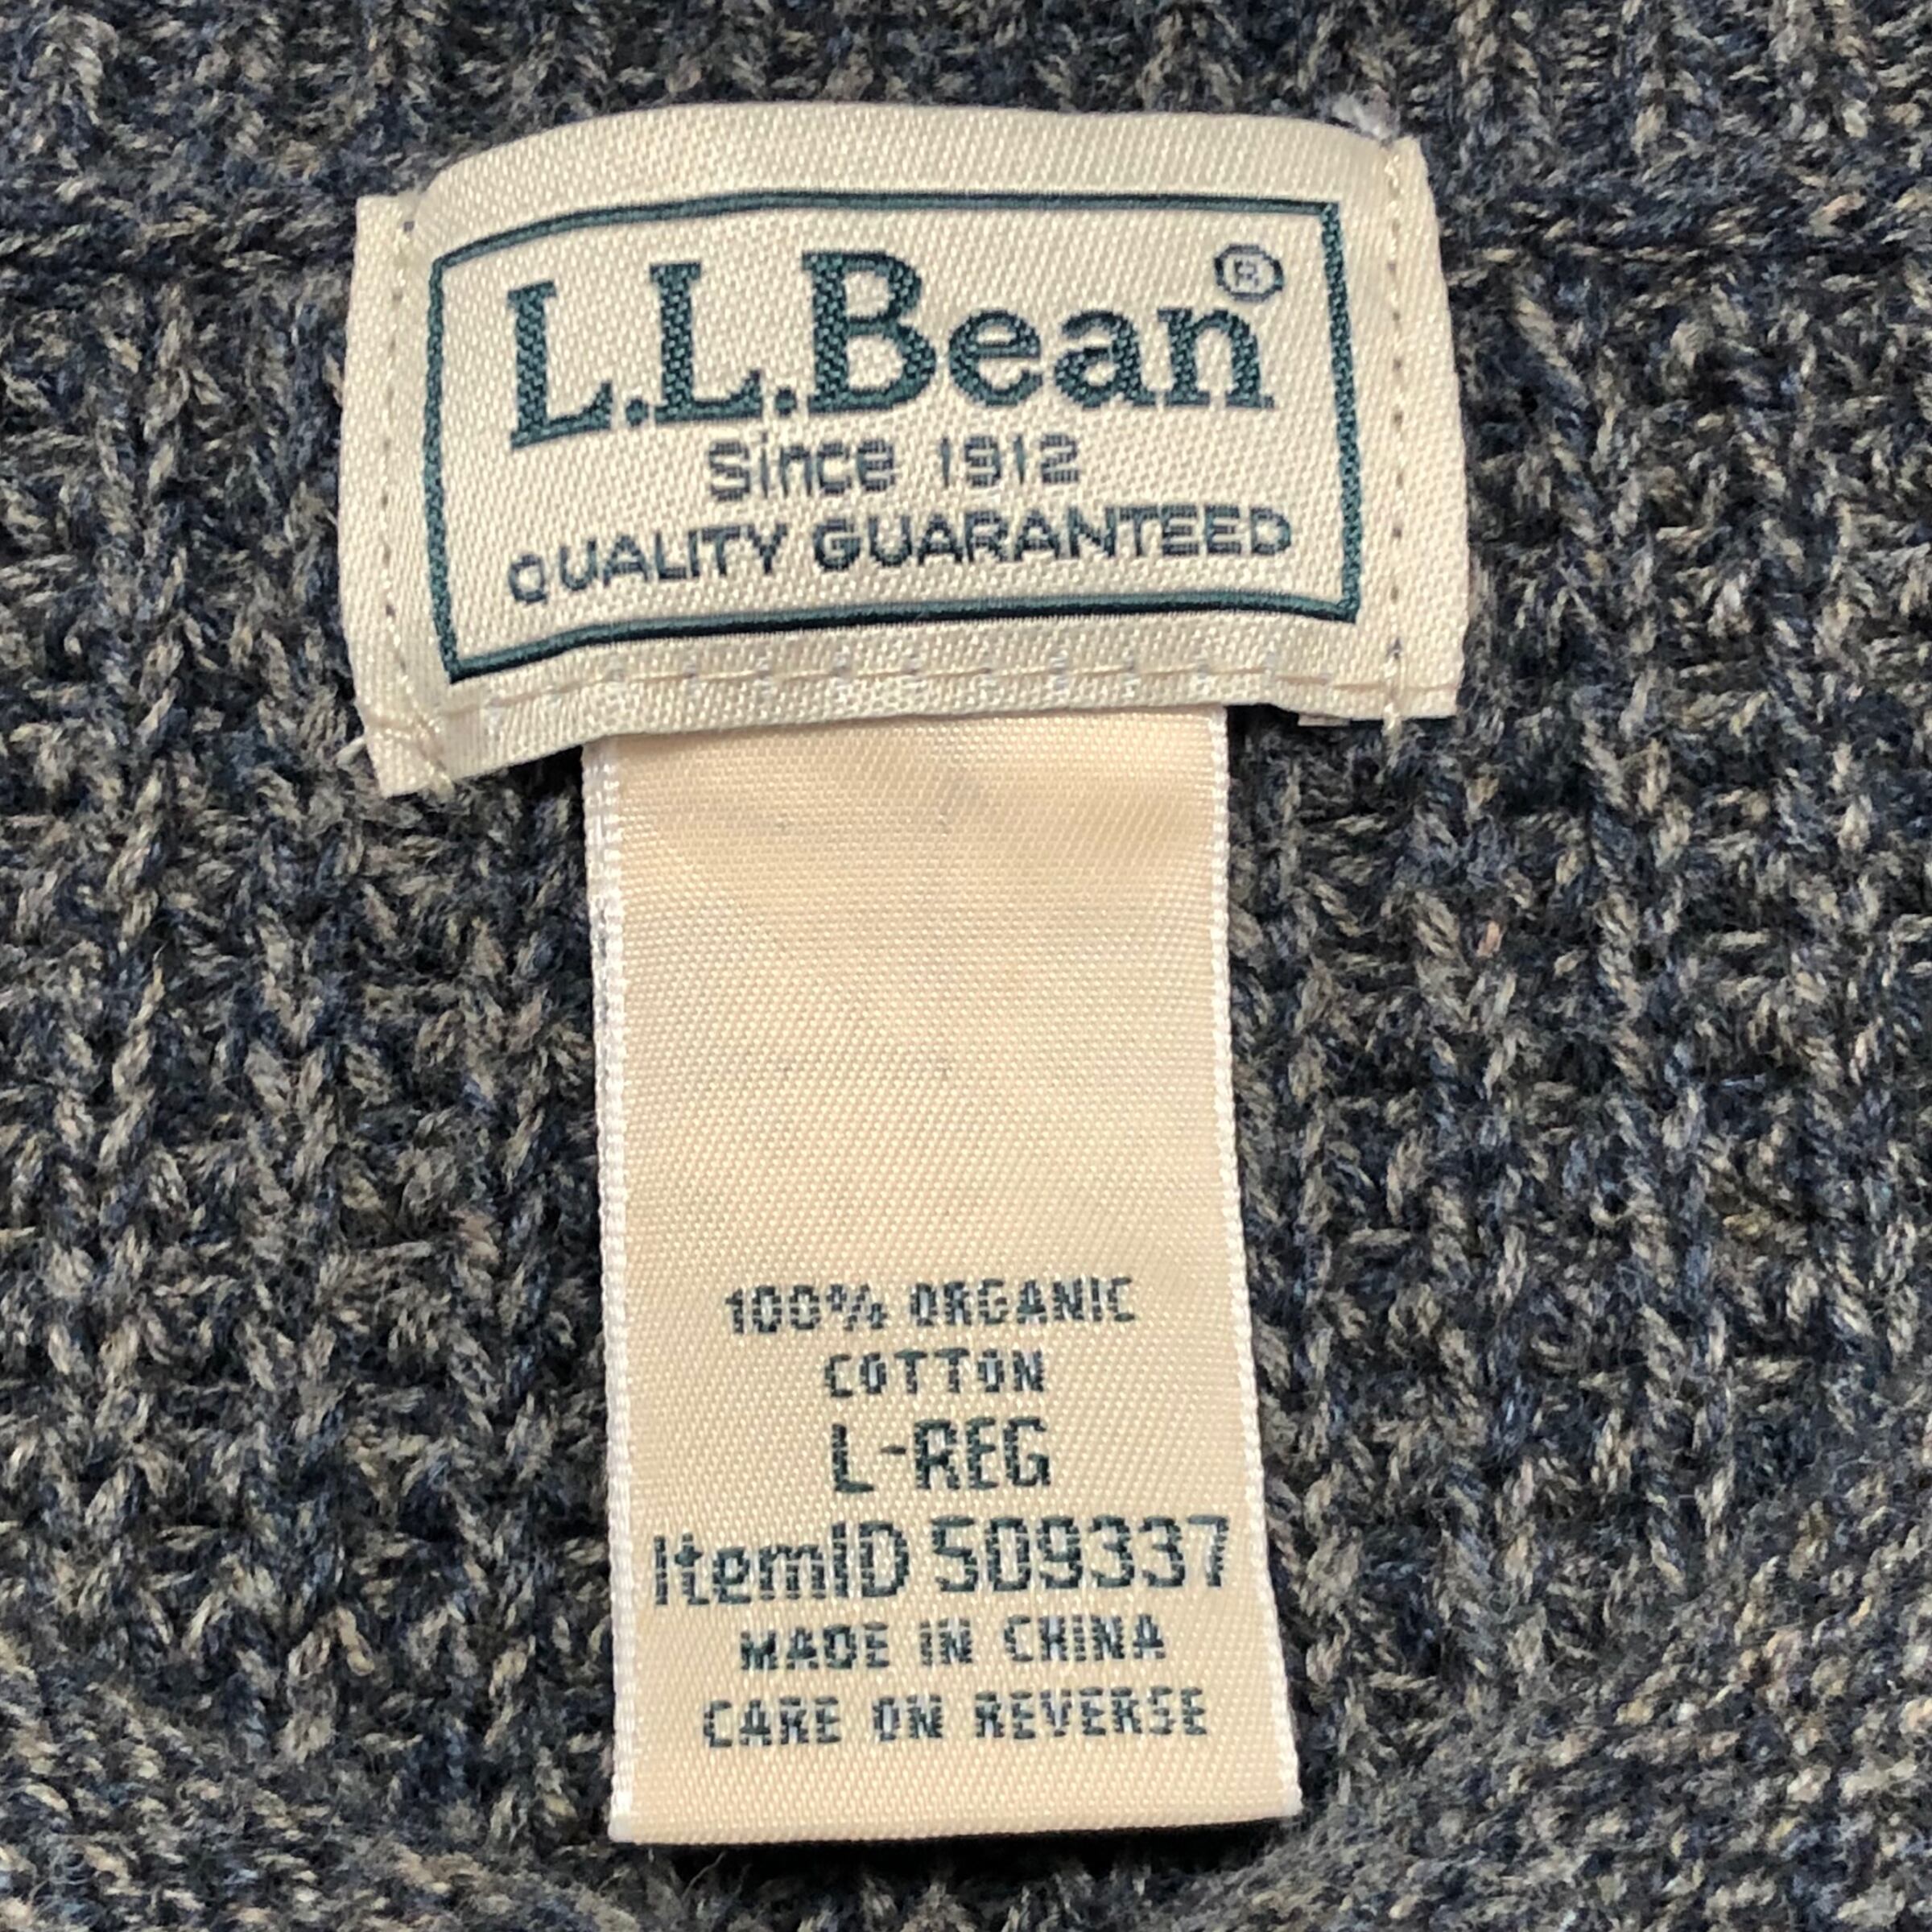 L.L.Bean®
Since 1912
QUALITY GUARANTEED
100% ORGANIC
COTTON
L-REG
ItemID 509337
MADE IN CHINA
CARE ON REVERSE